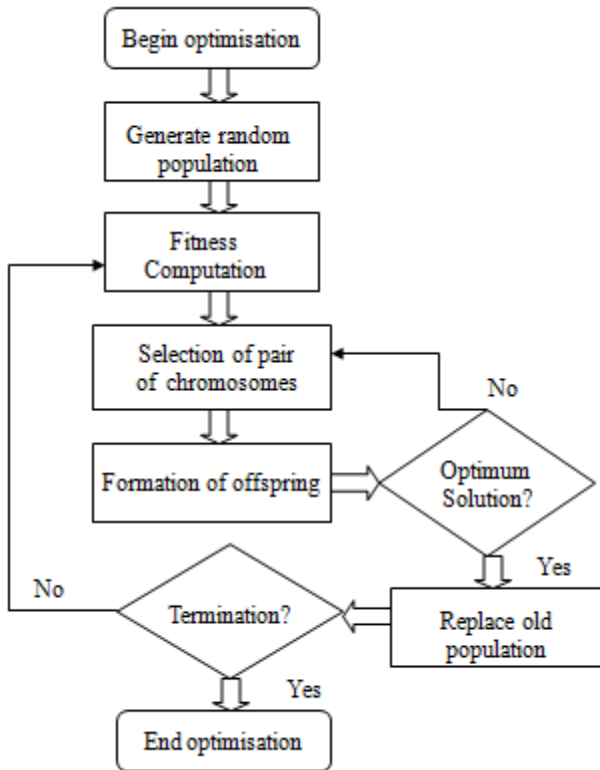 Begin optimisation
Generate random
population
Fitness
Computation
Selection of pair
of chromosomes
No
Formation of offspring
Optimum
Solution?
Yes
Replace old
population
No
Termination?
Yes
End optimisation